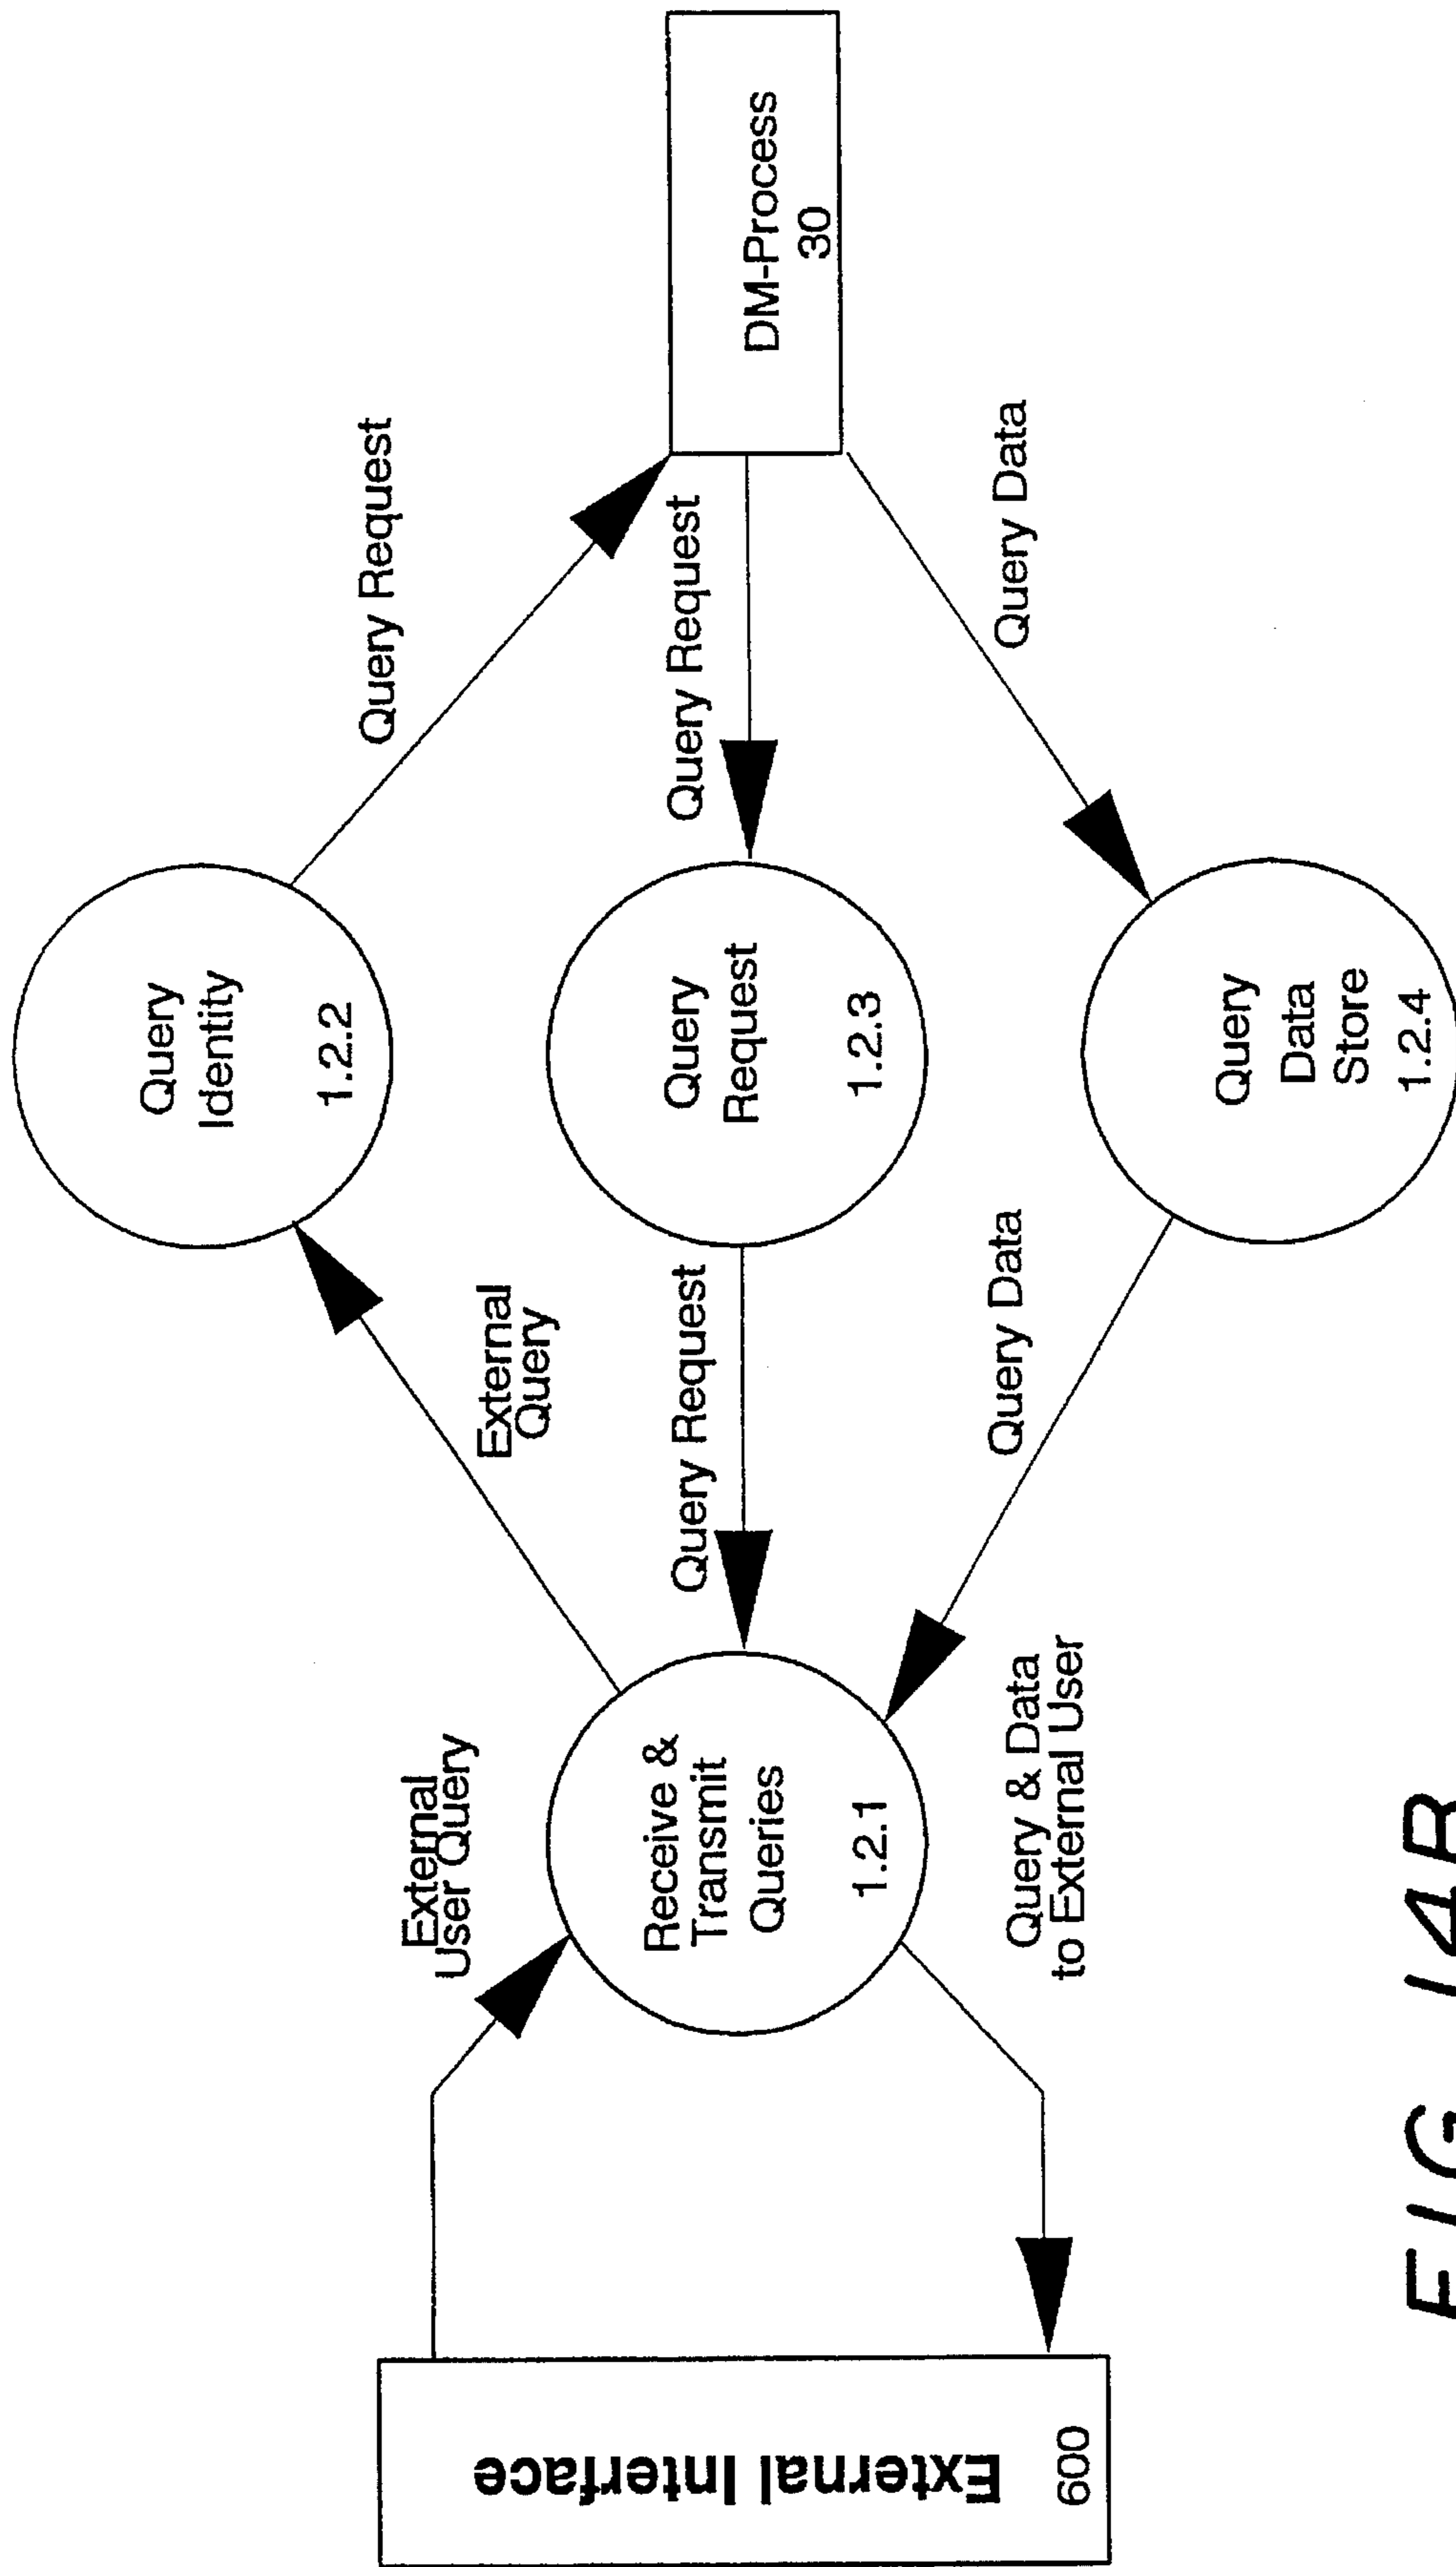 External Interface
600
External
User Query
Receive &
Transmit
Queries
1.2.1
Query & Data
to External User
External
Query
Query Request
Query Data
Query
Identity
1.2.2
Query
Request
1.2.3
Query
Data
Store
1.2.4
Query Request
Query Request
Query Data
DM-Process
30
FIG 14B